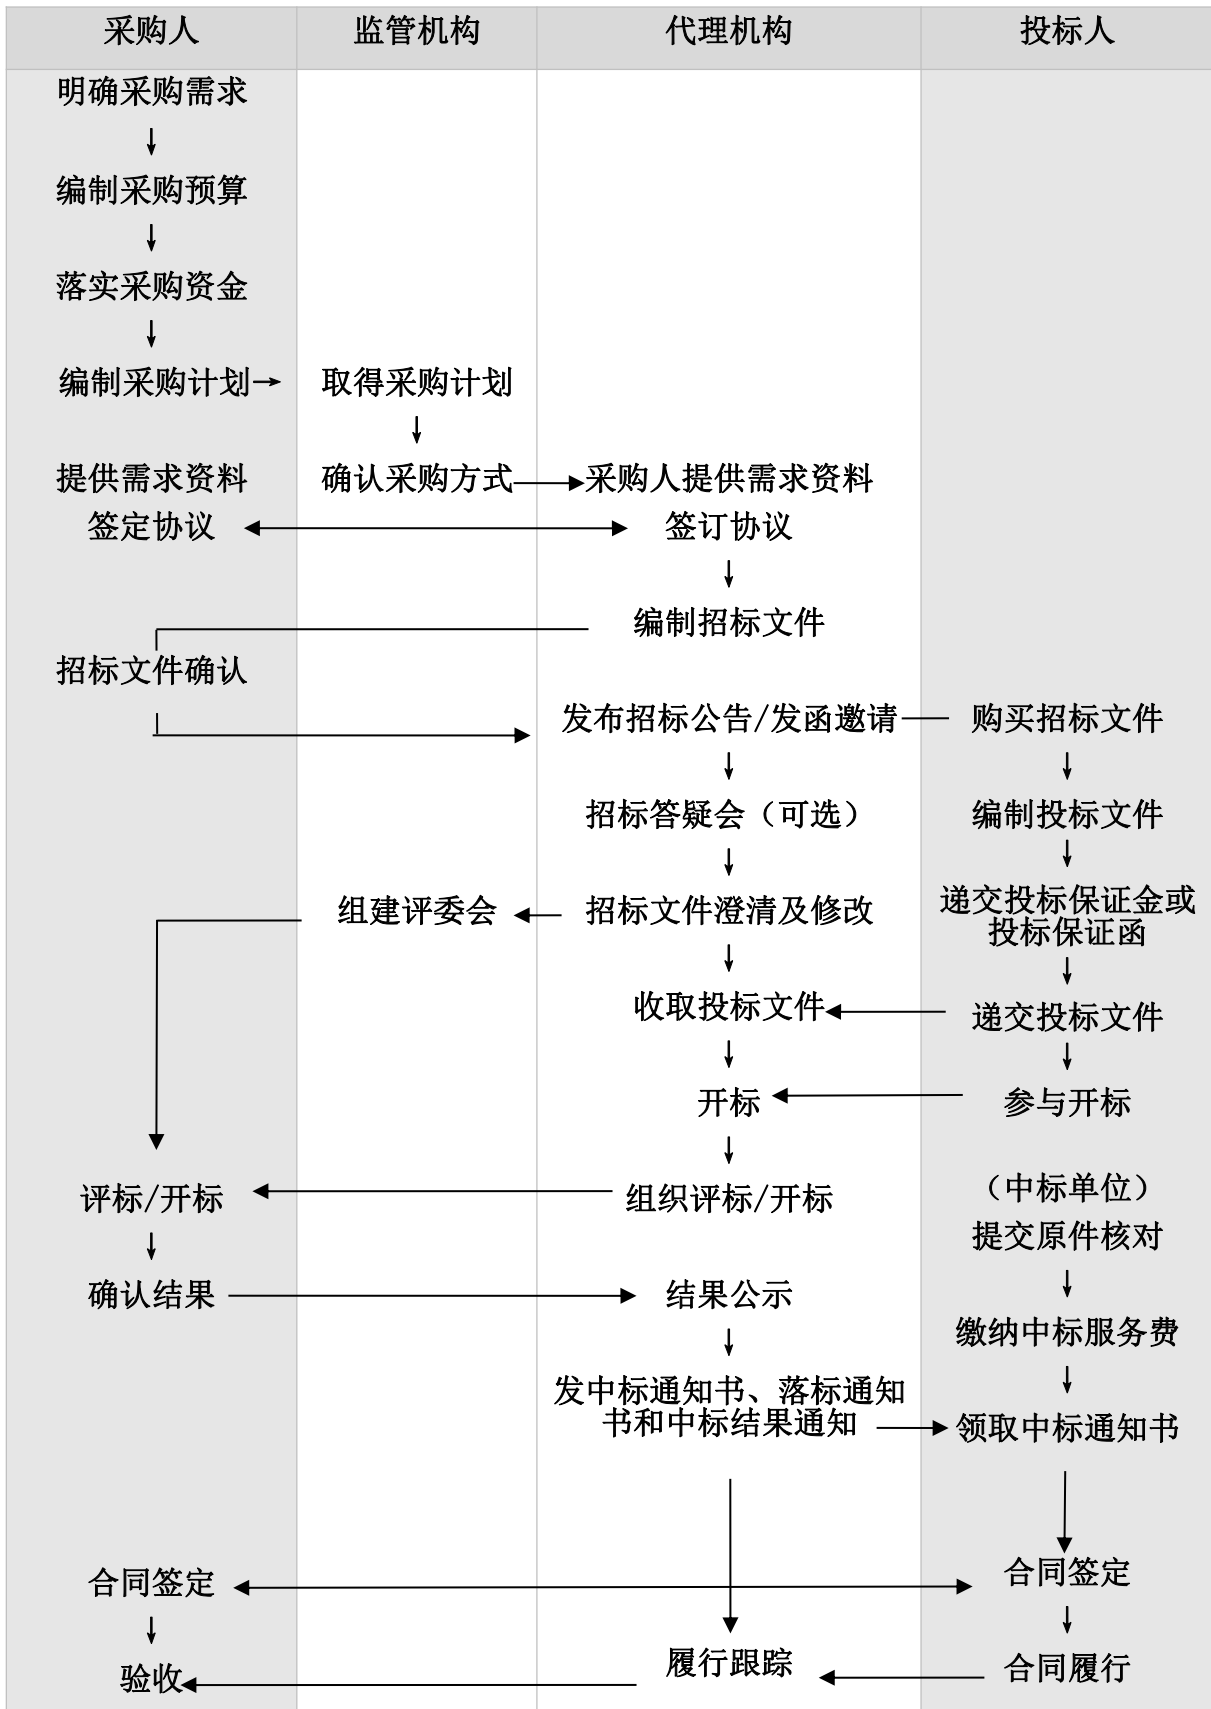 采购人
监管机构
代理机构
投标人
明确采购需求
编制采购预算
落实采购资金
编制采购计划
取得采购计划
提供需求资料
确认采购方式
采购人提供需求资料
签定协议
签订协议
编制招标文件
招标文件确认
发布招标公告/发函邀请
购买招标文件
招标答疑会（可选）
编制投标文件
组建评委会
招标文件澄清及修改
递交投标保证金或
投标保证函
收取投标文件
递交投标文件
开标
参与开标
评标/开标
组织评标/开标
（中标单位）
提交原件核对
确认结果
结果公示
缴纳中标服务费
发中标通知书、落标通知
书和中标结果通知
领取中标通知书
合同签定
合同签定
验收
履行跟踪
合同履行